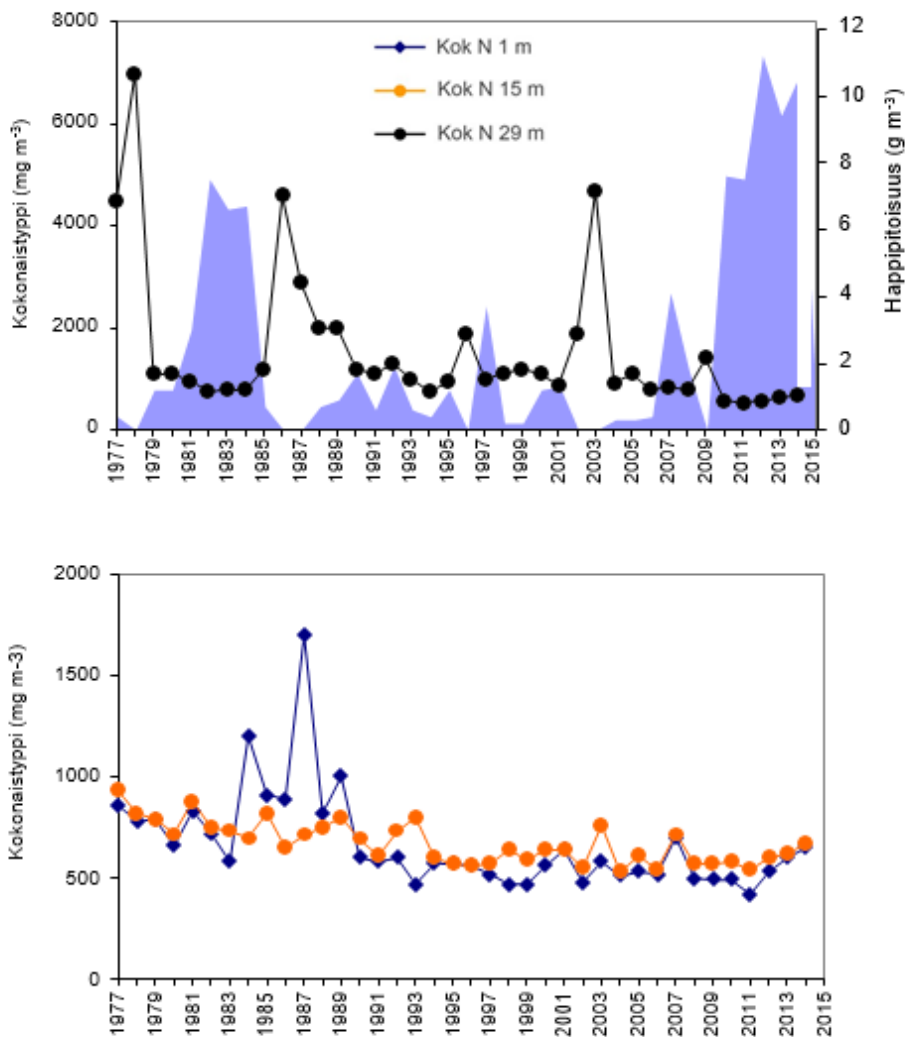 Kokonaistyppi (mg m⁻³)
8000
6000
4000
2000
0
Kok N 1 m
Kok N 15 m
Kok N 29 m
12
10
8
6
4
2
0
Happipitoisuus (g m⁻³)
1977 1979 1981 1983 1985 1987 1989 1991 1993 1995 1997 1999 2001 2003 2005 2007 2009 2011 2013 2015
Kokonaistyppi (mg m-3)
2000
1500
1000
500
0
1977 1979 1981 1983 1985 1987 1989 1991 1993 1995 1997 1999 2001 2003 2005 2007 2009 2011 2013 2015